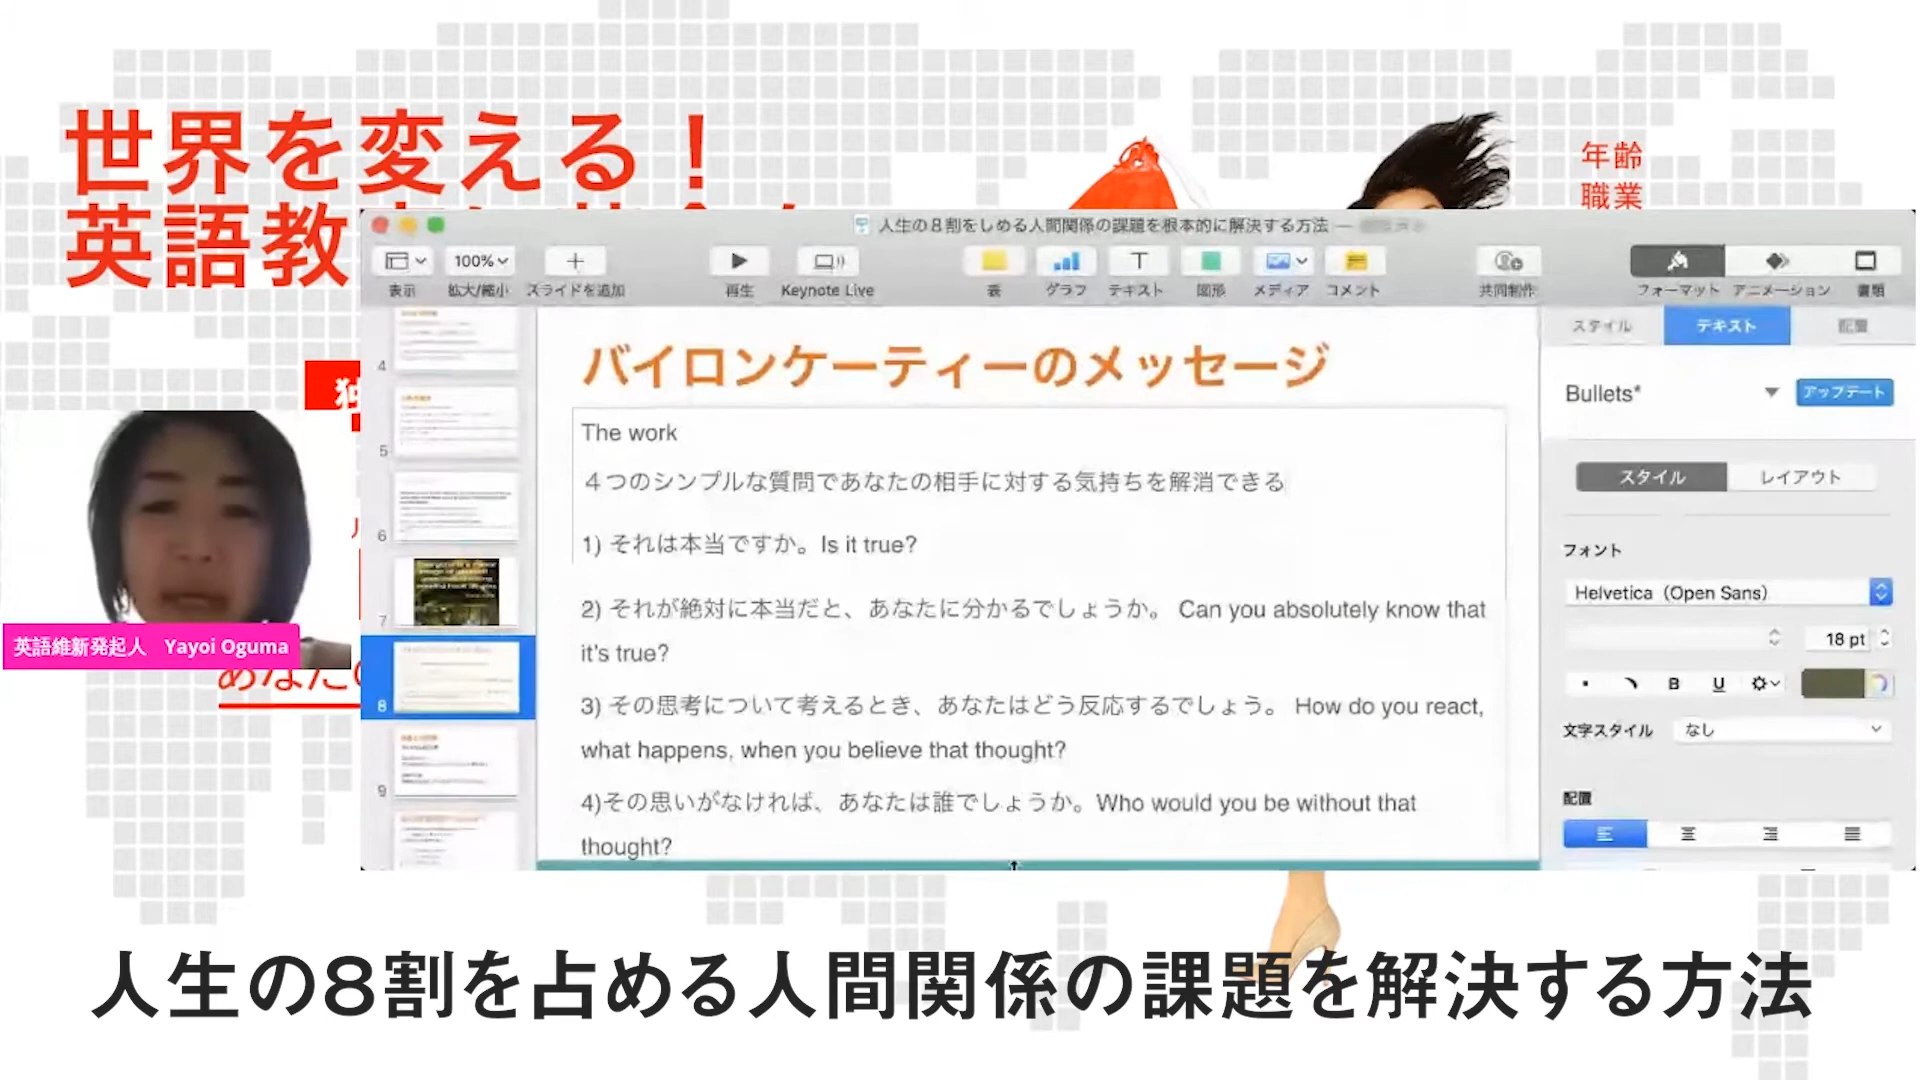 世界を変える！
英語教
年齢
職業
人生の８割をしめる人間関係の課題を根本的に解決する方法
100%
表示
拡大/縮小
スライドを追加
再生
Keynote Live
表
グラフ
テキスト
図形
メディア
コメント
共同制作
フォーマット
アニメーション
書類
スタイル
テキスト
配置
4
5
6
7
8
9
バイロンケーティーのメッセージ
The work
４つのシンプルな質問であなたの相手に対する気持ちを解消できる
1) それは本当ですか。Is it true?
2) それが絶対に本当だと、あなたに分かるでしょうか。 Can you absolutely know that
it's true?
3) その思考について考えるとき、あなたはどう反応するでしょう。 How do you react,
what happens, when you believe that thought?
4)その思いがなければ、あなたは誰でしょうか。Who would you be without that
thought?
Bullets*
アップデート
スタイル
レイアウト
フォント
Helvetica（Open Sans）
18 pt
B
U
文字スタイル
なし
配置
英語維新発起人　Yayoi Oguma
あなた
人生の8割を占める人間関係の課題を解決する方法